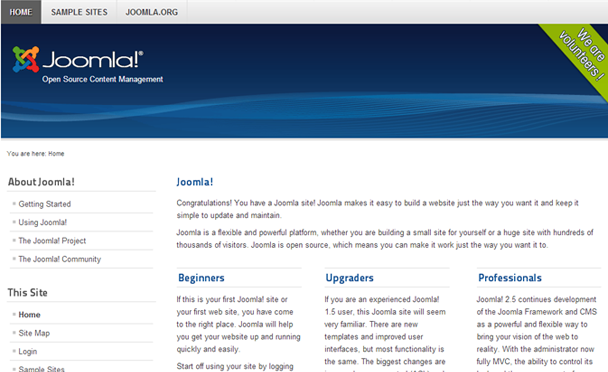 HOME SAMPLE SITES JOOMLA.ORG
Joomla!®
Open Source Content Management
We are
volunteers!
You are here: Home
About Joomla!
Getting Started
Using Joomla!
The Joomla! Project
The Joomla! Community
This Site
Home
Site Map
Login
Sample Sites
Joomla!
Congratulations! You have a Joomla site! Joomla makes it easy to build a website just the way you want it and keep it
simple to update and maintain.
Joomla is a flexible and powerful platform, whether you are building a small site for yourself or a huge site with hundreds of
thousands of visitors. Joomla is open source, which means you can make it work just the way you want it to.
Beginners
If this is your first Joomla! site or
your first web site, you have come
to the right place. Joomla will help
you get your website up and running
quickly and easily.
Start off using your site by logging
Upgraders
If you are an experienced Joomla!
1.5 user, this Joomla site will seem
very familiar. There are new
templates and improved user
interfaces, but most functionality is
the same. The biggest changes are
Professionals
Joomla! 2.5 continues development
of the Joomla Framework and CMS
as a powerful and flexible way to
bring your vision of the web to
reality. With the administrator now
fully MVC, the ability to control its